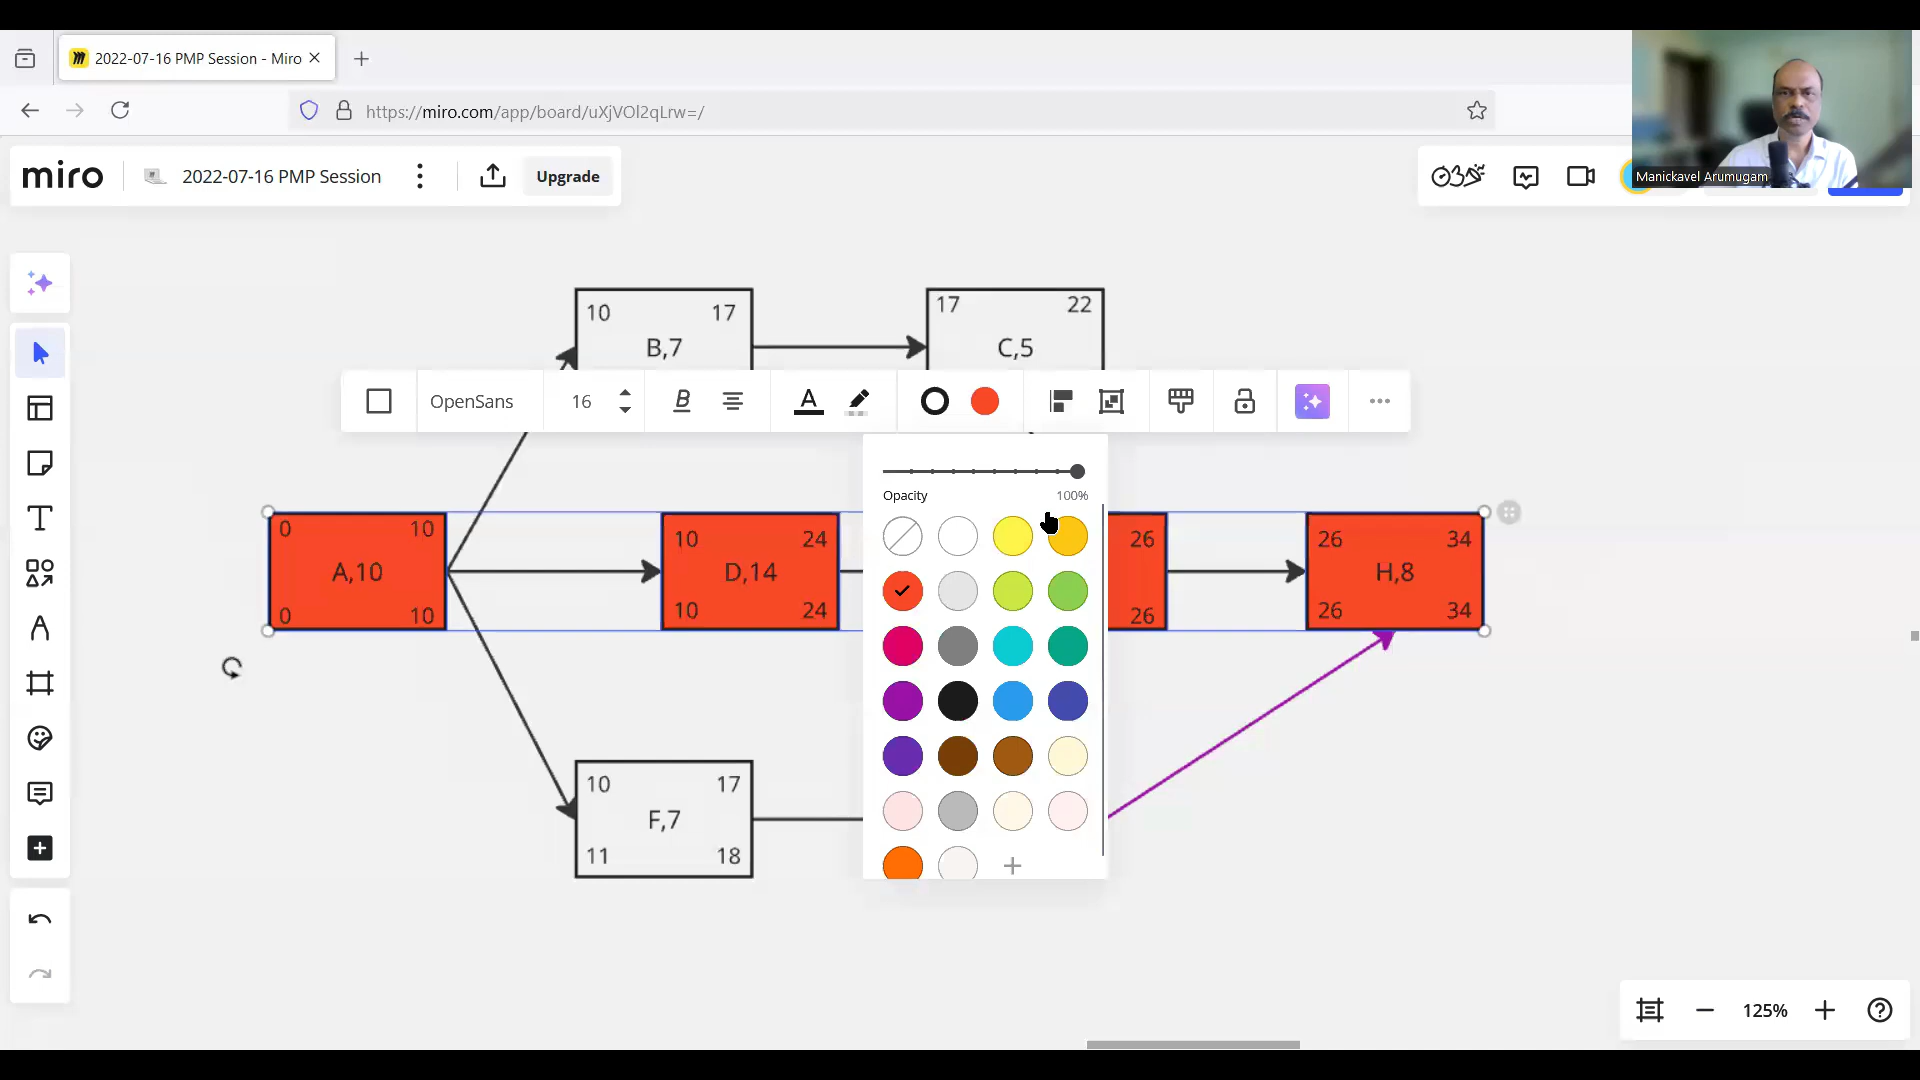 2022-07-16 PMP Session - Miro
https://miro.com/app/board/uXjVOl2qLrw=/
miro
2022-07-16 PMP Session
Upgrade
Manickavel Arumugam
10 17
B,7
17 22
C,5
OpenSans
16
B
A
Opacity 100%
0 10
A,10
0 10
10 24
D,14
10 24
26
26
26 34
H,8
26 34
10 17
F,7
11 18
125%